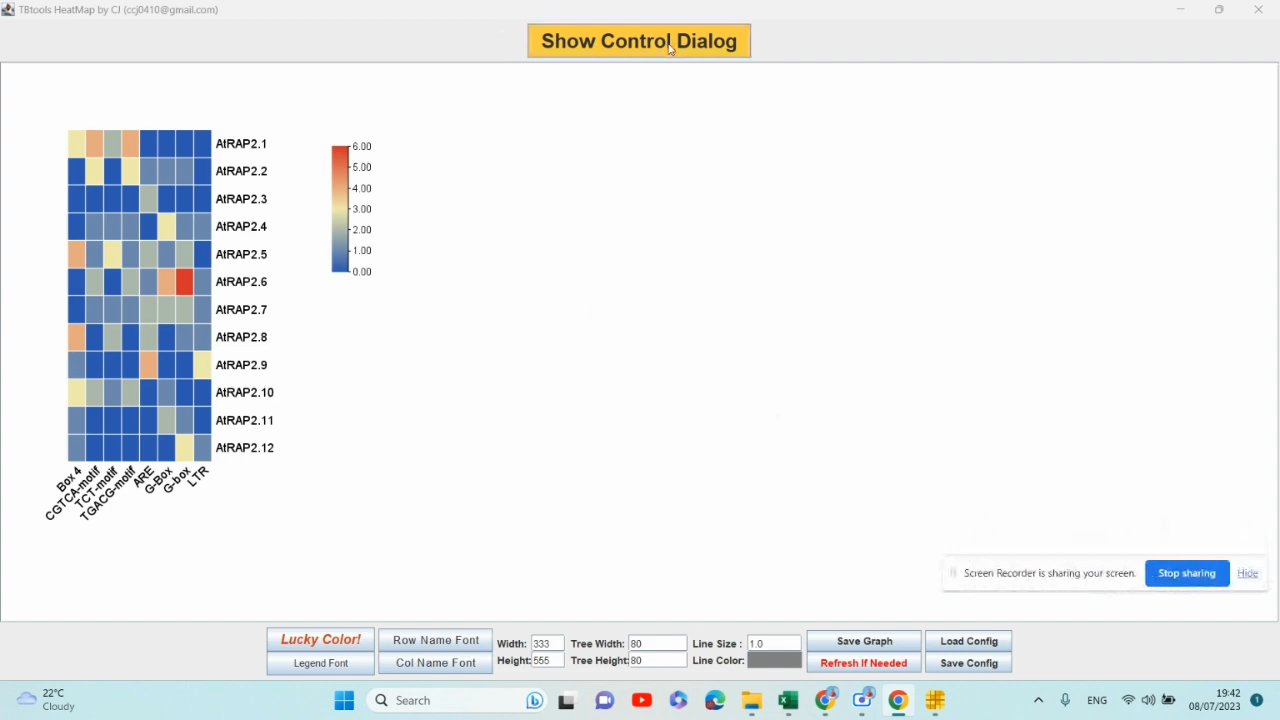 TBtools HeatMap by CJ (ccj0410@gmail.com)
Show Control Dialog
AtRAP2.1
AtRAP2.2
AtRAP2.3
AtRAP2.4
AtRAP2.5
AtRAP2.6
AtRAP2.7
AtRAP2.8
AtRAP2.9
AtRAP2.10
AtRAP2.11
AtRAP2.12
6.00
5.00
4.00
3.00
2.00
1.00
0.00
Box 4
CGTCA-motif
TCT-motif
TGACG-motif
ARE
G-Box
G-box
LTR
Screen Recorder is sharing your screen. Stop sharing Hide
Lucky Color!
Legend Font
Row Name Font
Col Name Font
Width: 333 Tree Width: 80 Line Size : 1.0
Height: 555 Tree Height: 80 Line Color:
Save Graph
Refresh If Needed
Load Config
Save Config
22°C
Cloudy
Search
ENG
19:42
08/07/2023
1